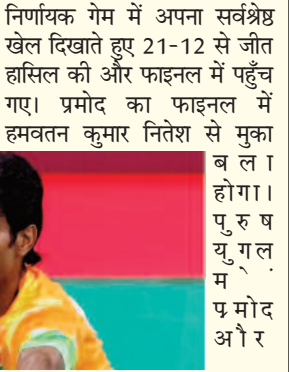 निर्णायक गेम में अपना सर्वश्रेष्ठ
खेल दिखाते हुए 21-12 से जीत
हासिल की और फाइनल में पहुँच
गए। प्रमोद का फाइनल में
हमवतन कुमार नितेश से मुका
बला
होगा।
पुरुष
युगल
में
प्रमोद
और